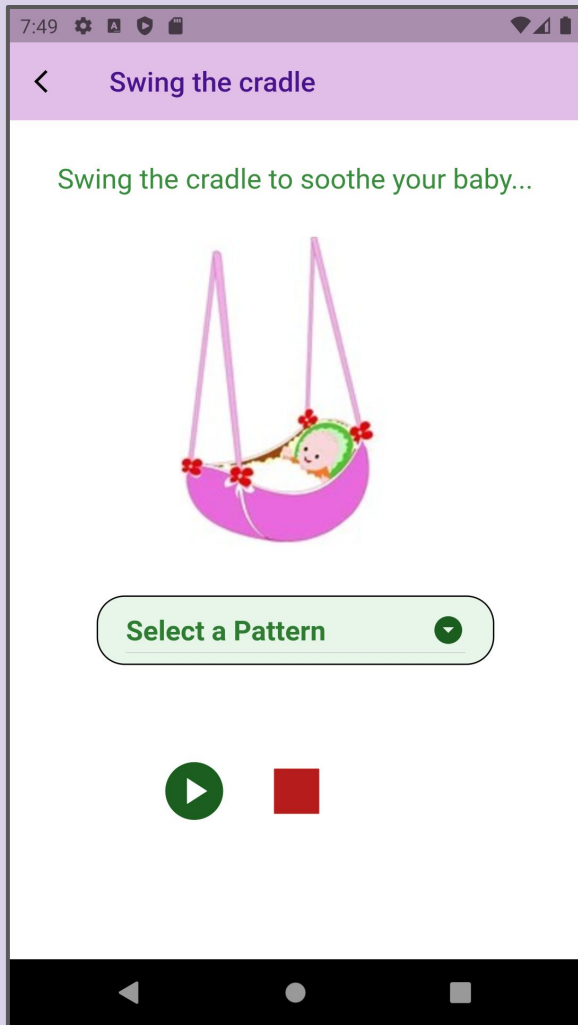 7:49
Swing the cradle
Swing the cradle to soothe your baby...
Select a Pattern